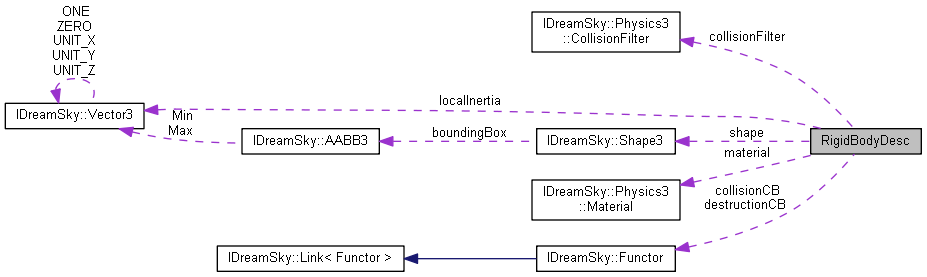 ONE
ZERO
UNIT_X
UNIT_Y
UNIT_Z
IDreamSky::Vector3
Min
Max
IDreamSky::AABB3
localInertia
boundingBox
IDreamSky::Physics3
::CollisionFilter
collisionFilter
IDreamSky::Shape3
shape
material
RigidBodyDesc
IDreamSky::Physics3
::Material
collisionCB
destructionCB
IDreamSky::Link< Functor >
IDreamSky::Functor